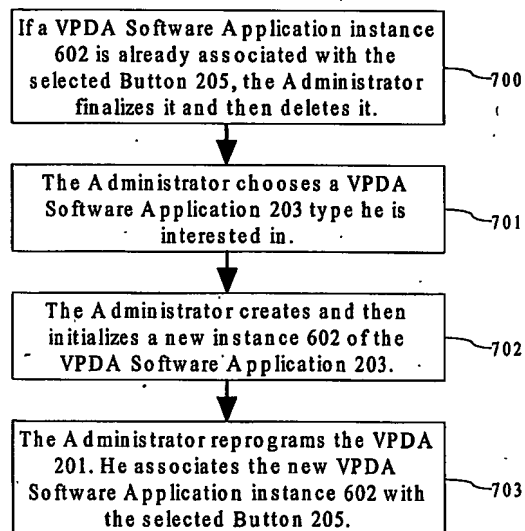 If a VPDA Software Application instance
602 is already associated with the
selected Button 205, the Administrator
finalizes it and then deletes it.
700
The Administrator chooses a VPDA
Software Application 203 type he is
interested in.
701
The Administrator creates and then
initializes a new instance 602 of the
VPDA Software Application 203.
702
The Administrator reprograms the VPDA
201. He associates the new VPDA
Software Application instance 602 with
the selected Button 205.
703